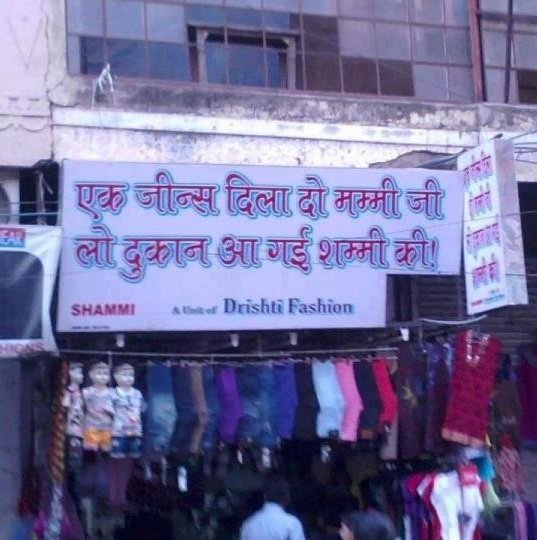 एक जीन्स दिला दो मम्मी जी
लो दुकान आ गई शम्मी की!
SHAMMI
A Unit of Drishti Fashion